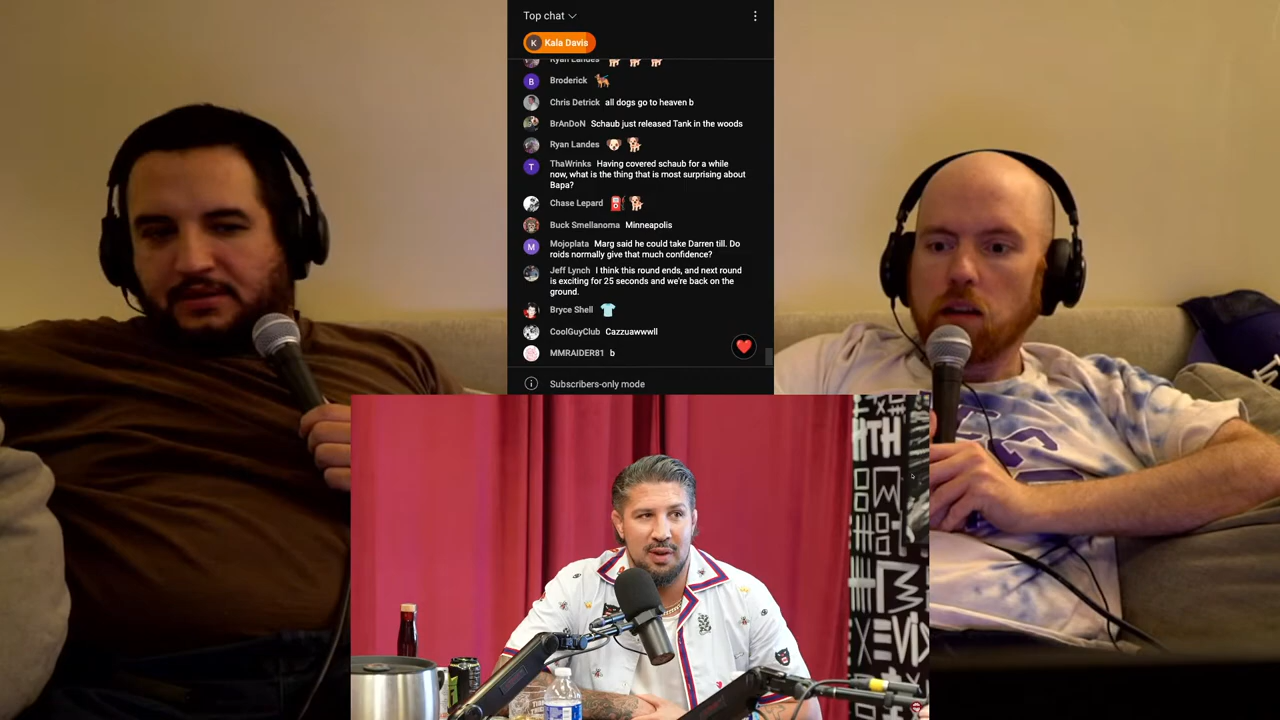 Top chat
K Kala Davis
Ryan Landes
B Broderick
Chris Detrick all dogs go to heaven b
BrAnDoN Schaub just released Tank in the woods
Ryan Landes
T ThaWrinks Having covered schaub for a while
now, what is the thing that is most surprising about
Bapa?
Chase Lepard
Buck Smellanoma Minneapolis
M Mojoplata Marg said he could take Darren till. Do
roids normally give that much confidence?
Jeff Lynch I think this round ends, and next round
is exciting for 25 seconds and we're back on the
ground.
Bryce Shell
CoolGuyClub Cazzuawwwll
MMRAIDER81 b
Subscribers-only mode